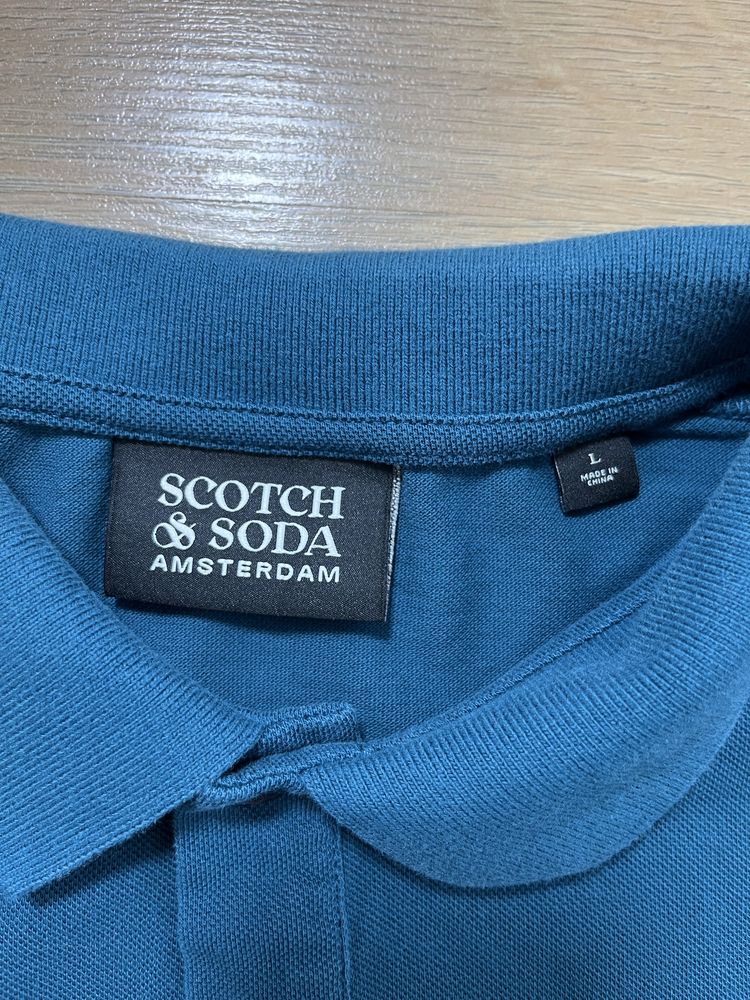 SCOTCH
& SODA
AMSTERDAM
L
MADE IN
CHINA